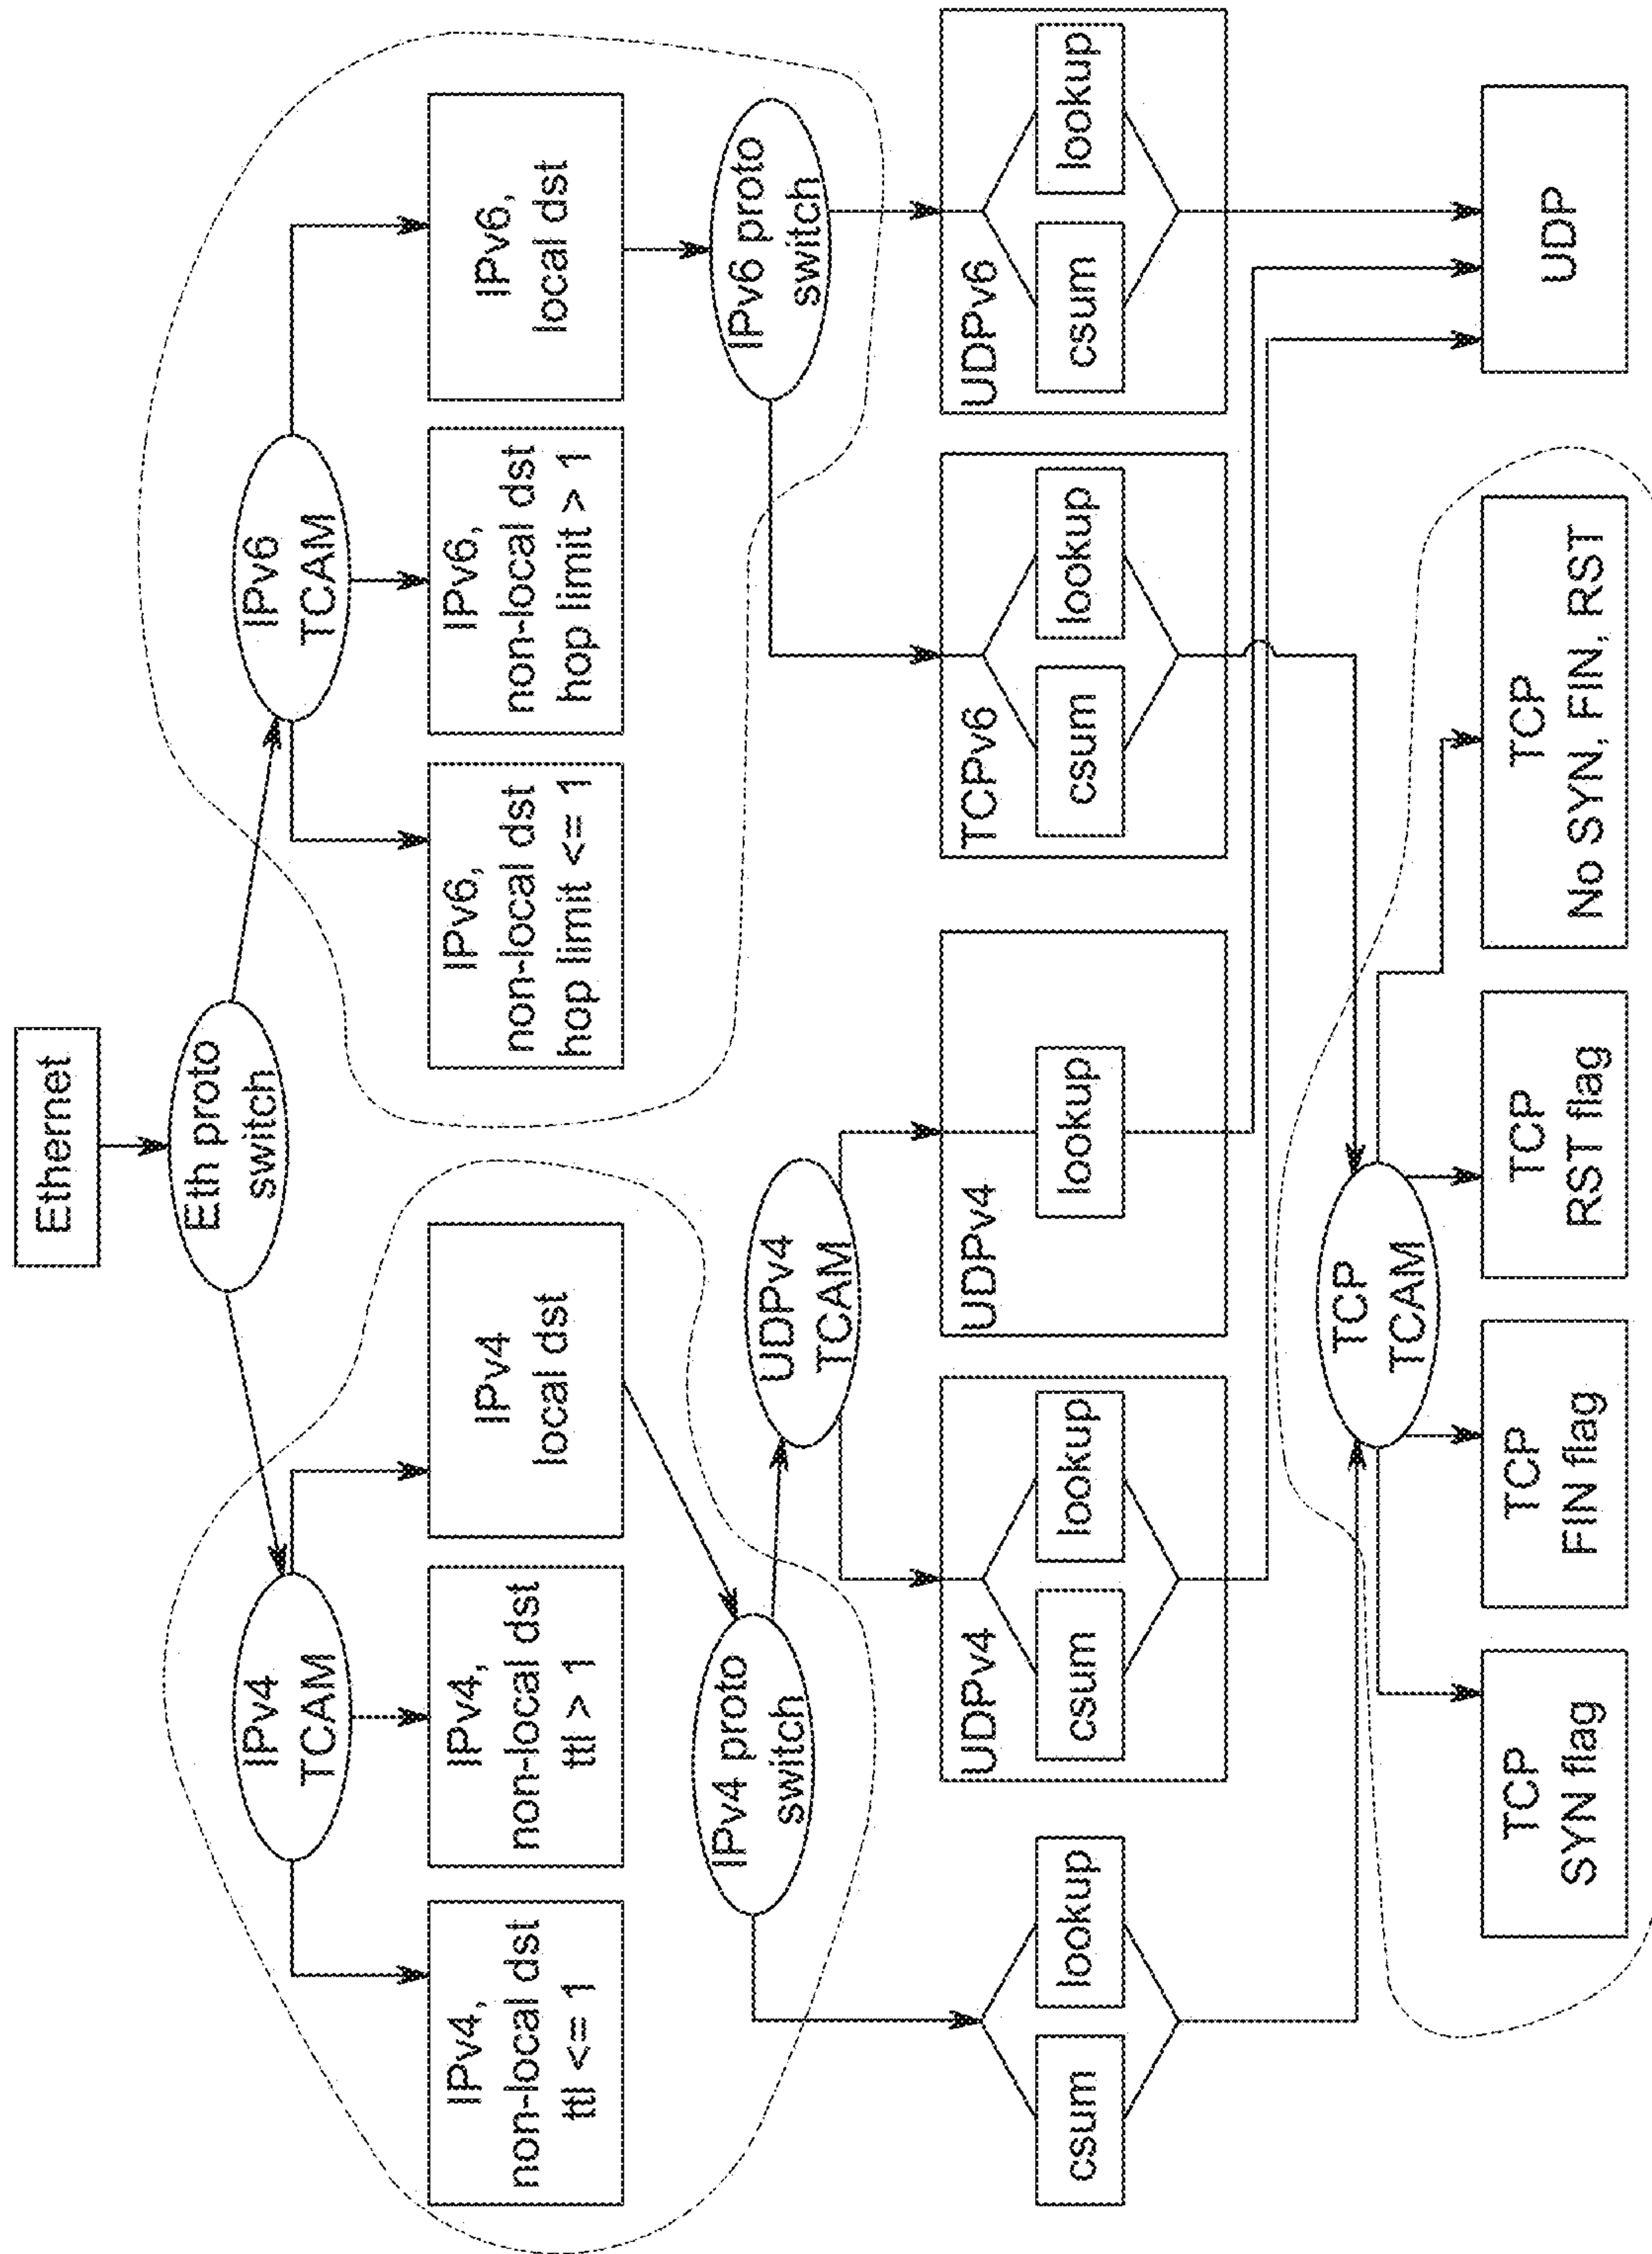 Ethernet
Eth proto
switch
IPv4
TCAM
IPv6
TCAM
IPv4,
non-local dst
ttl <= 1
IPv4,
non-local dst
ttl > 1
IPv4
local dst
IPv6,
non-local dst
hop limit <= 1
IPv6,
non-local dst
hop limit > 1
IPv6,
local dst
IPv4 proto
switch
UDPv4
TCAM
IPv6 proto
switch
csum
lookup
UDPv4
csum
lookup
UDPv4
lookup
TCPv6
csum
lookup
UDPv6
csum
lookup
TCP
TCAM
TCP
SYN flag
TCP
FIN flag
TCP
RST flag
TCP
No SYN, FIN, RST
UDP